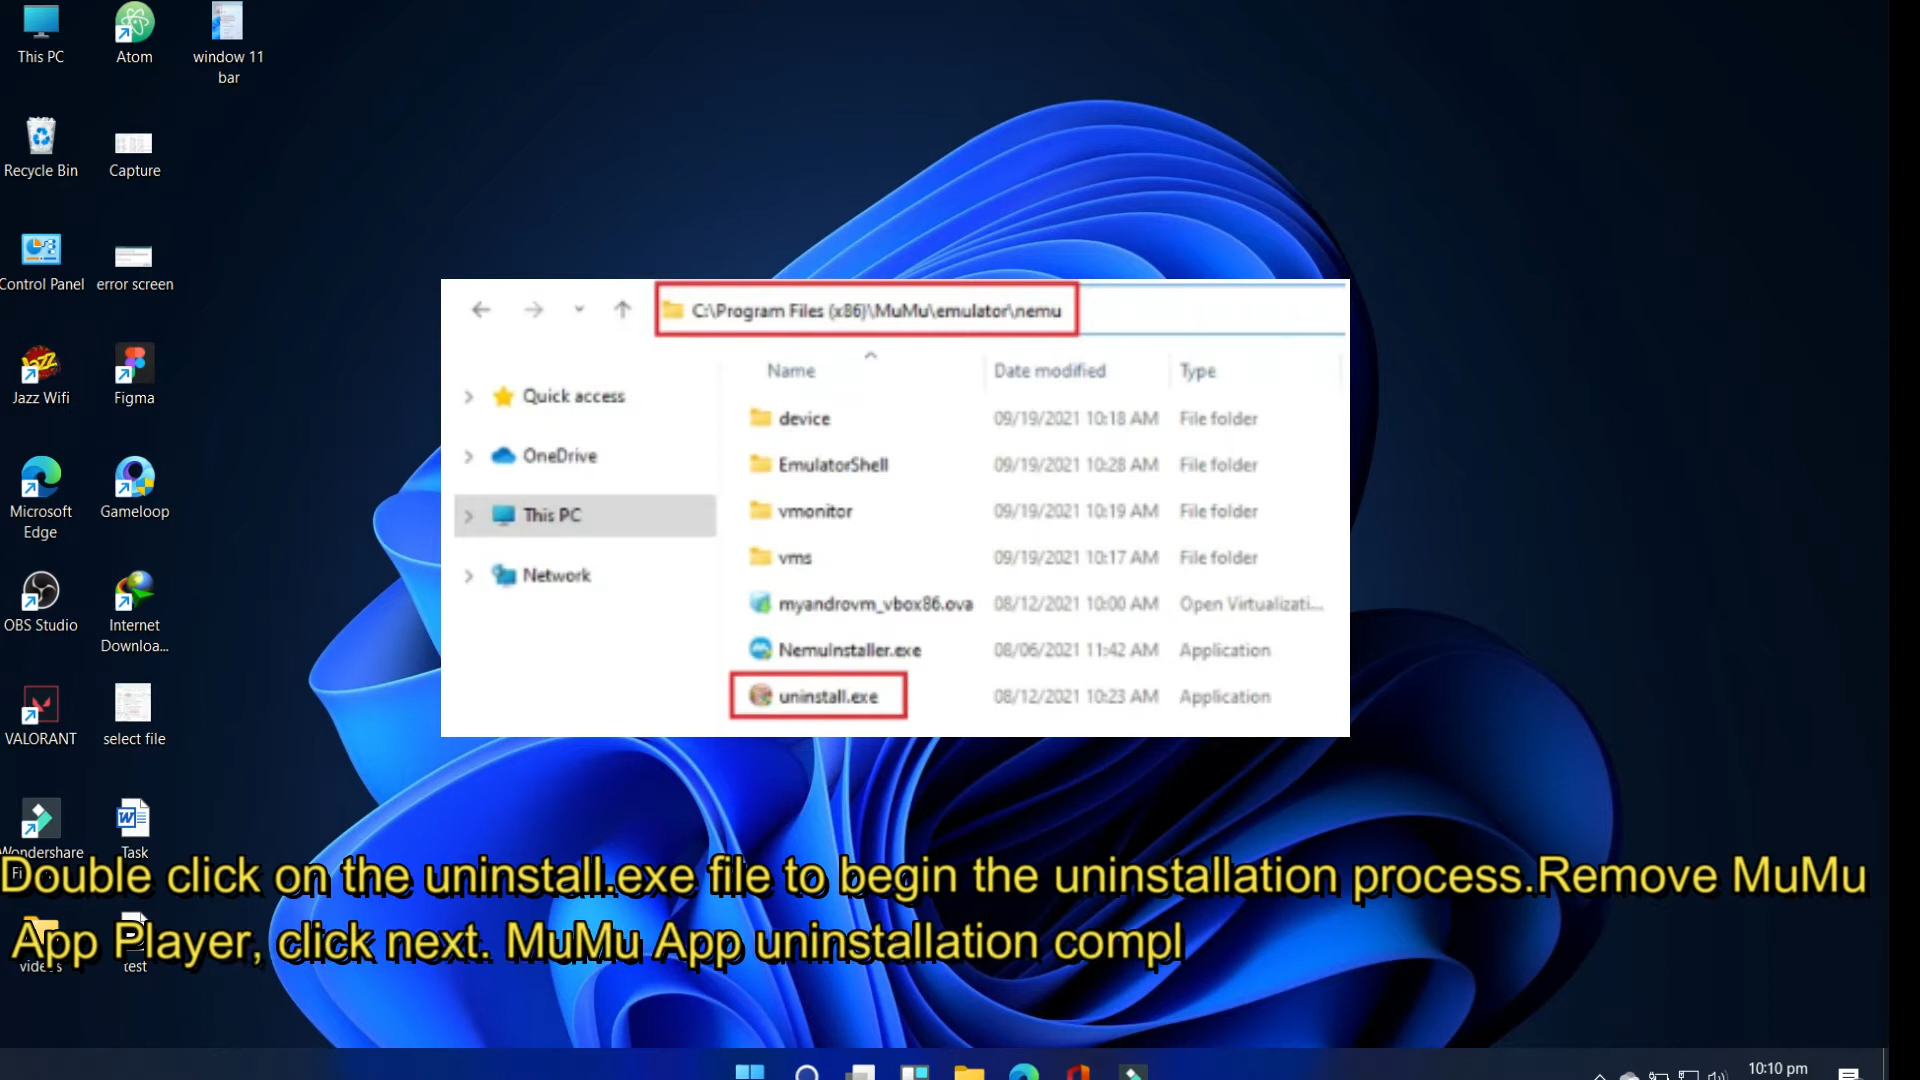 This PC
Atom
window 11
bar
Recycle Bin
Capture
Control Panel
error screen
Jazz Wifi
Figma
Microsoft
Edge
Gameloop
OBS Studio
Internet
Downloa...
VALORANT
select file
Wondershare
Fi
Task
videos
test
C:\Program Files (x86)\MuMu\emulator\nemu
Name Date modified Type
Quick access
OneDrive
This PC
Network
device 09/19/2021 10:18 AM File folder
EmulatorShell 09/19/2021 10:28 AM File folder
vmonitor 09/19/2021 10:19 AM File folder
vms 09/19/2021 10:17 AM File folder
myandrovm_vbox86.ova 08/12/2021 10:00 AM Open Virtualizati...
NemuInstaller.exe 08/06/2021 11:42 AM Application
uninstall.exe 08/12/2021 10:23 AM Application
Double click on the uninstall.exe file to begin the uninstallation process.Remove MuMu
App Player, click next. MuMu App uninstallation compl
10:10 pm